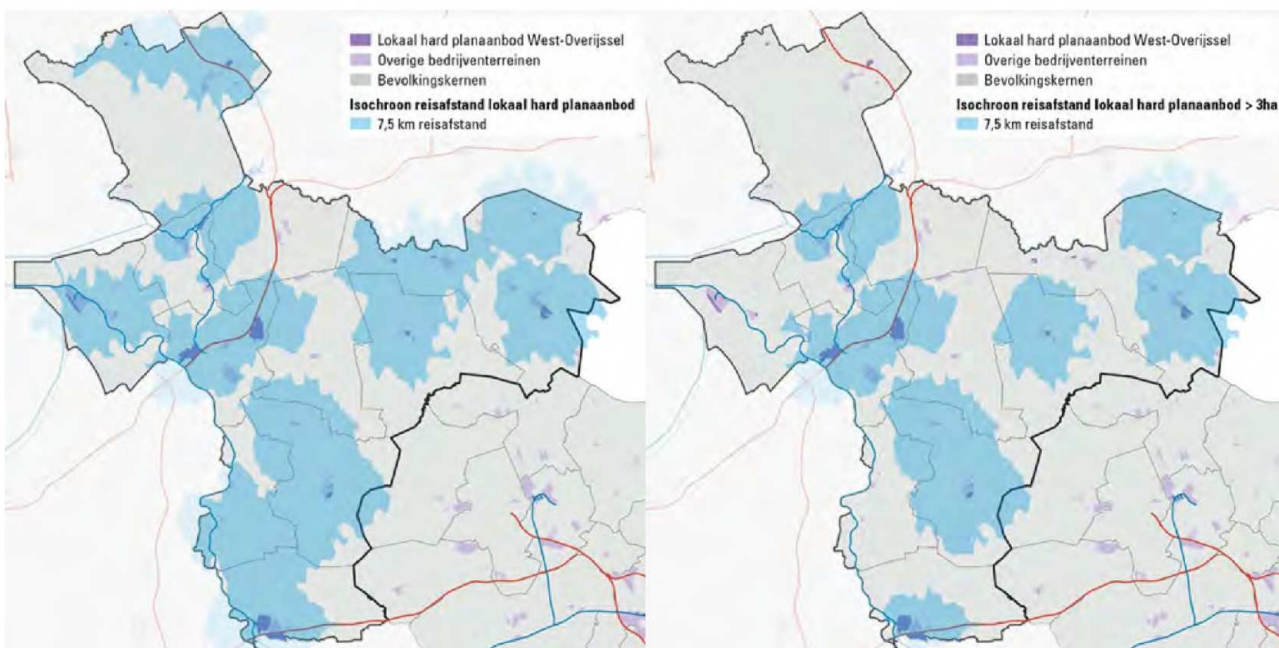 Lokaal hard planaanbod West-Overijssel
Overige bedrijventerreinen
Bevolkingskernen
Isochroon reisafstand lokaal hard planaanbod
7,5 km reisafstand
Lokaal hard planaanbod West-Overijssel
Overige bedrijventerreinen
Bevolkingskernen
Isochroon reisafstand lokaal hard planaanbod > 3ha
7,5 km reisafstand